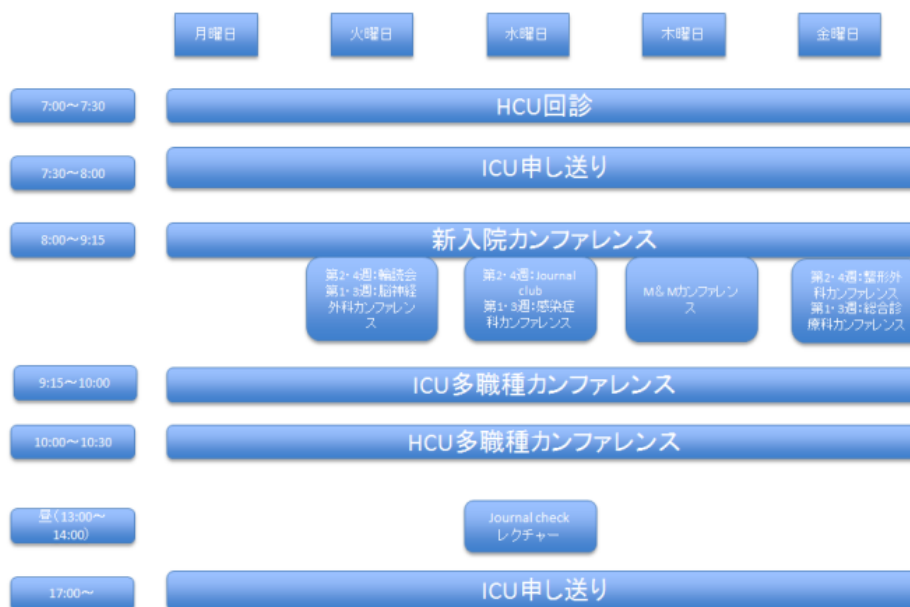 月曜日 火曜日 水曜日 木曜日 金曜日
7:00～7:30
HCU回診
7:30～8:00
ICU申し送り
8:00～9:15
新入院カンファレンス
第2・4週:輪読会
第1・3週:脳神経
外科カンファレン
ス
第2・4週:Journal
club
第1・3週:感染症
科カンファレンス
M&Mカンファレン
ス
第2・4週:整形外
科カンファレンス
第1・3週:総合診
療科カンファレンス
9:15～10:00
ICU多職種カンファレンス
10:00～10:30
HCU多職種カンファレンス
昼(13:00～
14:00)
Journal check
レクチャー
17:00～
ICU申し送り